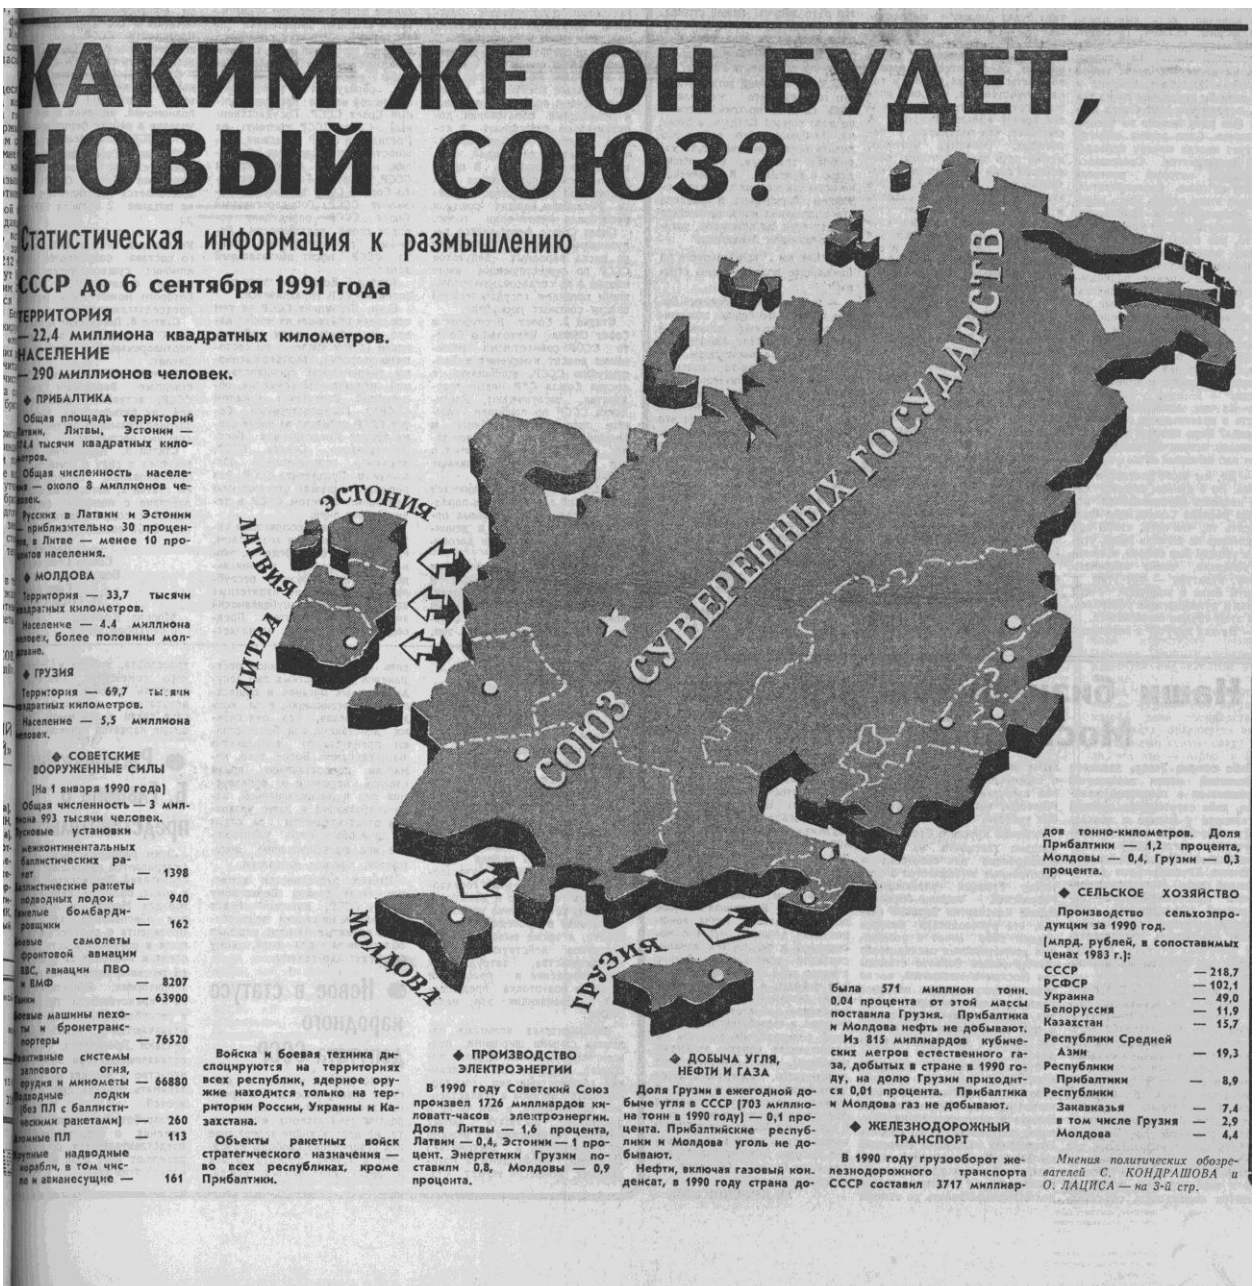 КАКИМ ЖЕ ОН БУДЕТ,
НОВЫЙ СОЮЗ?
Статистическая информация к размышлению
СССР до 6 сентября 1991 года
ТЕРРИТОРИЯ
— 22,4 миллиона квадратных километров.
НАСЕЛЕНИЕ
— 290 миллионов человек.
◆ ПРИБАЛТИКА
Общая площадь территорий
Латвии, Литвы, Эстонии —
174,4 тысячи квадратных кило-
метров.
Общая численность населе-
ния — около 8 миллионов че-
ловек.
Русских в Латвии и Эстонии
— приблизительно 30 процен-
тов, в Литве — менее 10 про-
центов населения.
◆ МОЛДОВА
Территория — 33,7 тысячи
квадратных километров.
Население — 4,4 миллиона
человек, более половины мол-
доване.
◆ ГРУЗИЯ
Территория — 69,7 тысячи
квадратных километров.
Население — 5,5 миллиона
человек.
◆ СОВЕТСКИЕ
ВООРУЖЕННЫЕ СИЛЫ
(На 1 января 1990 года)
Общая численность — 3 мил-
лиона 993 тысячи человек.
Пусковые установки
межконтинентальных
баллистических ра-
кет — 1398
Баллистические ракеты
подводных лодок — 940
Тяжелые бомбарди-
ровщики — 162
Боевые самолеты
фронтовой авиации
ВВС, авиации ПВО
и ВМФ — 8207
Танки — 63900
Боевые машины пехо-
ты и бронетранс-
портеры — 76520
Реактивные системы
залпового огня,
орудия и минометы — 66880
Подводные лодки
(без ПЛ с баллисти-
ческими ракетами) — 260
Атомные ПЛ — 113
Крупные надводные
корабли, в том чис-
ле и авианесущие — 161
ЭСТОНИЯ
ЛАТВИЯ
ЛИТВА
МОЛДОВА
ГРУЗИЯ
СОЮЗ СУВЕРЕННЫХ ГОСУДАРСТВ
Войска и боевая техника ди-
слоцируются на территориях
всех республик, ядерное ору-
жие находится только на тер-
ритории России, Украины и Ка-
захстана.
Объекты ракетных войск
стратегического назначения —
во всех республиках, кроме
Прибалтики.
◆ ПРОИЗВОДСТВО
ЭЛЕКТРОЭНЕРГИИ
В 1990 году Советский Союз
произвел 1726 миллиардов ки-
ловатт-часов электроэнергии.
Доля Литвы — 1,6 процента,
Латвии — 0,4, Эстонии — 1 про-
цент. Энергетики Грузии по-
ставили 0,8, Молдовы — 0,9
процента.
◆ ДОБЫЧА УГЛЯ,
НЕФТИ И ГАЗА
Доля Грузии в ежегодной до-
быче угля в СССР (703 миллио-
на тонн в 1990 году) — 0,1 про-
цента. Прибалтийские респуб-
лики и Молдова уголь не до-
бывают.
Нефти, включая газовый кон-
денсат, в 1990 году страна до-
была 571 миллион тонн.
0,04 процента от этой массы
поставила Грузия. Прибалтика
и Молдова нефть не добывают.
Из 815 миллиардов кубиче-
ских метров естественного га-
за, добытых в стране в 1990 го-
ду, на долю Грузии приходит-
ся 0,01 процента. Прибалтика
и Молдова газ не добывают.
◆ ЖЕЛЕЗНОДОРОЖНЫЙ
ТРАНСПОРТ
В 1990 году грузооборот же-
лезнодорожного транспорта
СССР составил 3717 миллиар-
дов тонно-километров. Доля
Прибалтики — 1,2 процента,
Молдовы — 0,4, Грузии — 0,3
процента.
◆ СЕЛЬСКОЕ ХОЗЯЙСТВО
Производство сельхозпро-
дукции за 1990 год.
(млрд. рублей, в сопоставимых
ценах 1983 г.):
СССР — 218,7
РСФСР — 102,1
Украина — 49,0
Белоруссия — 11,9
Казахстан — 15,7
Республики Средней
Азии — 19,3
Республики
Прибалтики — 8,9
Республики
Закавказья — 7,4
в том числе Грузия — 2,9
Молдова — 4,4
Мнения политических обозре-
вателей С. КОНДРАШОВА и
О. ЛАЦИСА — на 3-й стр.